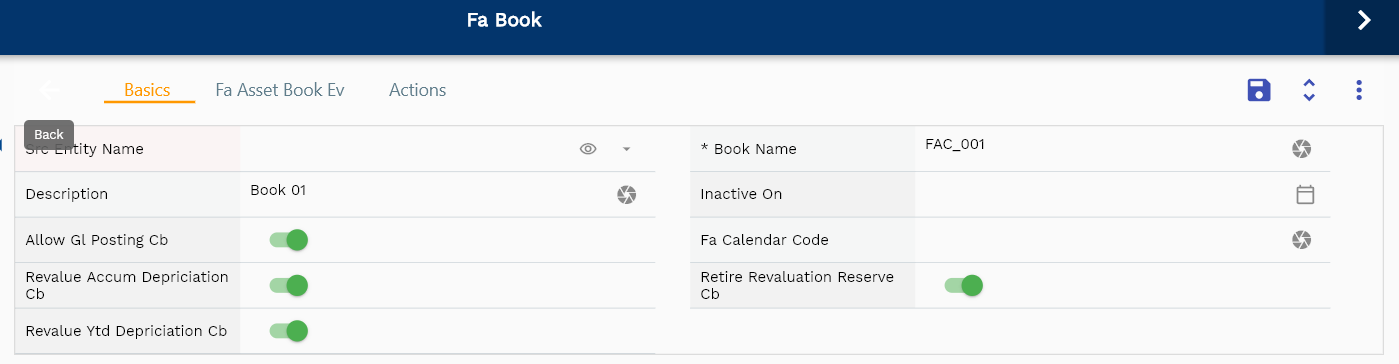 Fa Book
Basics Fa Asset Book Ev Actions
Back
Src Entity Name
* Book Name FAC_001
Description Book 01
Inactive On
Allow Gl Posting Cb
Fa Calendar Code
Revalue Accum Depriciation
Cb
Retire Revaluation Reserve
Cb
Revalue Ytd Depriciation Cb